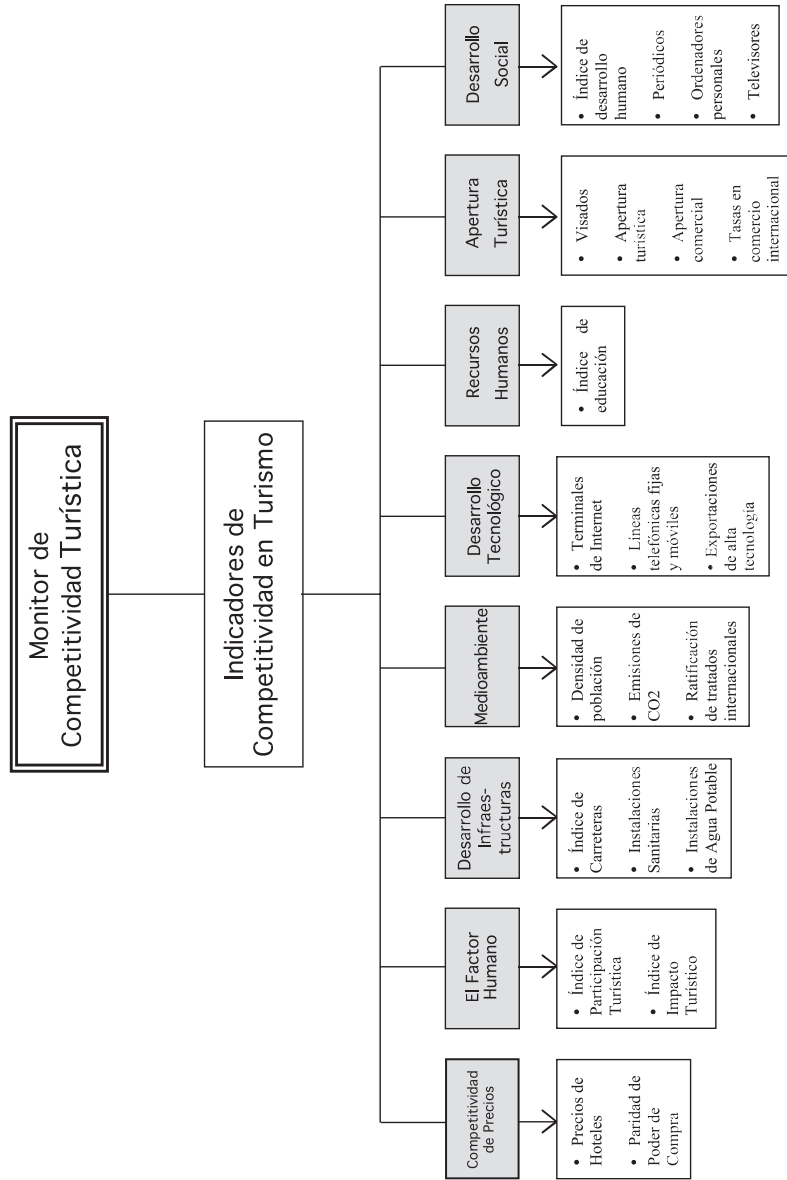 Monitor de
Competitividad Turística
Indicadores de
Competitividad en Turismo
Competitividad
de Precios
• Precios de
Hoteles
• Paridad de
Poder de
Compra
El Factor
Humano
• Índice de
Participación
Turística
• Índice de
Impacto
Turístico
Desarrollo de
Infraes-
tructuras
• Índice de
Carreteras
• Instalaciones
Sanitarias
• Instalaciones
de Agua Potable
Medioambiente
• Densidad de
población
• Emisiones de
CO2
• Ratificación
de tratados
internacionales
Desarrollo
Tecnológico
• Terminales
de Internet
• Líneas
telefónicas fijas
y móviles
• Exportaciones
de alta
tecnología
Recursos
Humanos
• Índice de
educación
Apertura
Turística
• Visados
• Apertura
turística
• Apertura
comercial
• Tasas en
comercio
internacional
Desarrollo
Social
• Índice de
desarrollo
humano
• Periódicos
• Ordenadores
personales
• Televisores